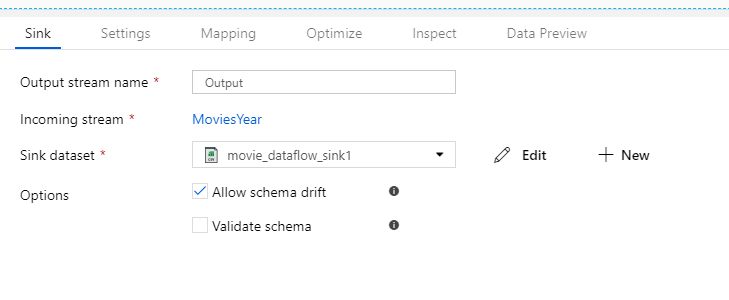 Sink Settings Mapping Optimize Inspect Data Preview
Output stream name * Output
Incoming stream * MoviesYear
Sink dataset * movie_dataflow_sink1 Edit New
Options Allow schema drift
Validate schema